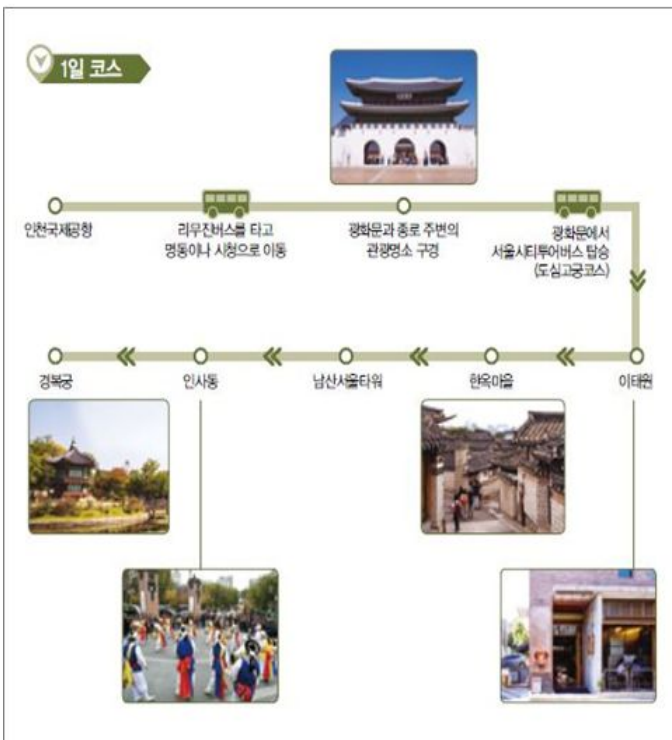 1일 코스
인천국제공항
리무진버스를 타고
명동이나 시청으로 이동
광화문과 종로 주변의
관광명소 구경
광화문에서
서울시티투어버스 탑승
(도심고궁코스)
이태원
한옥마을
남산서울타워
인사동
경복궁